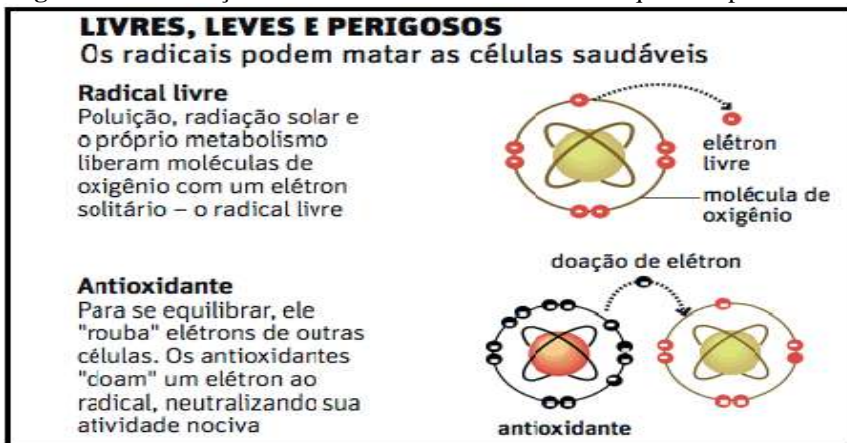 LIVRES, LEVES E PERIGOSOS
Os radicais podem matar as células saudáveis
Radical livre
Poluição, radiação solar e
o próprio metabolismo
liberam moléculas de
oxigênio com um elétron
solitário – o radical livre
elétron
livre
molécula de
oxigênio
Antioxidante
Para se equilibrar, ele
"rouba" elétrons de outras
células. Os antioxidantes
"doam" um elétron ao
radical, neutralizando sua
atividade nociva
doação de elétron
antioxidante